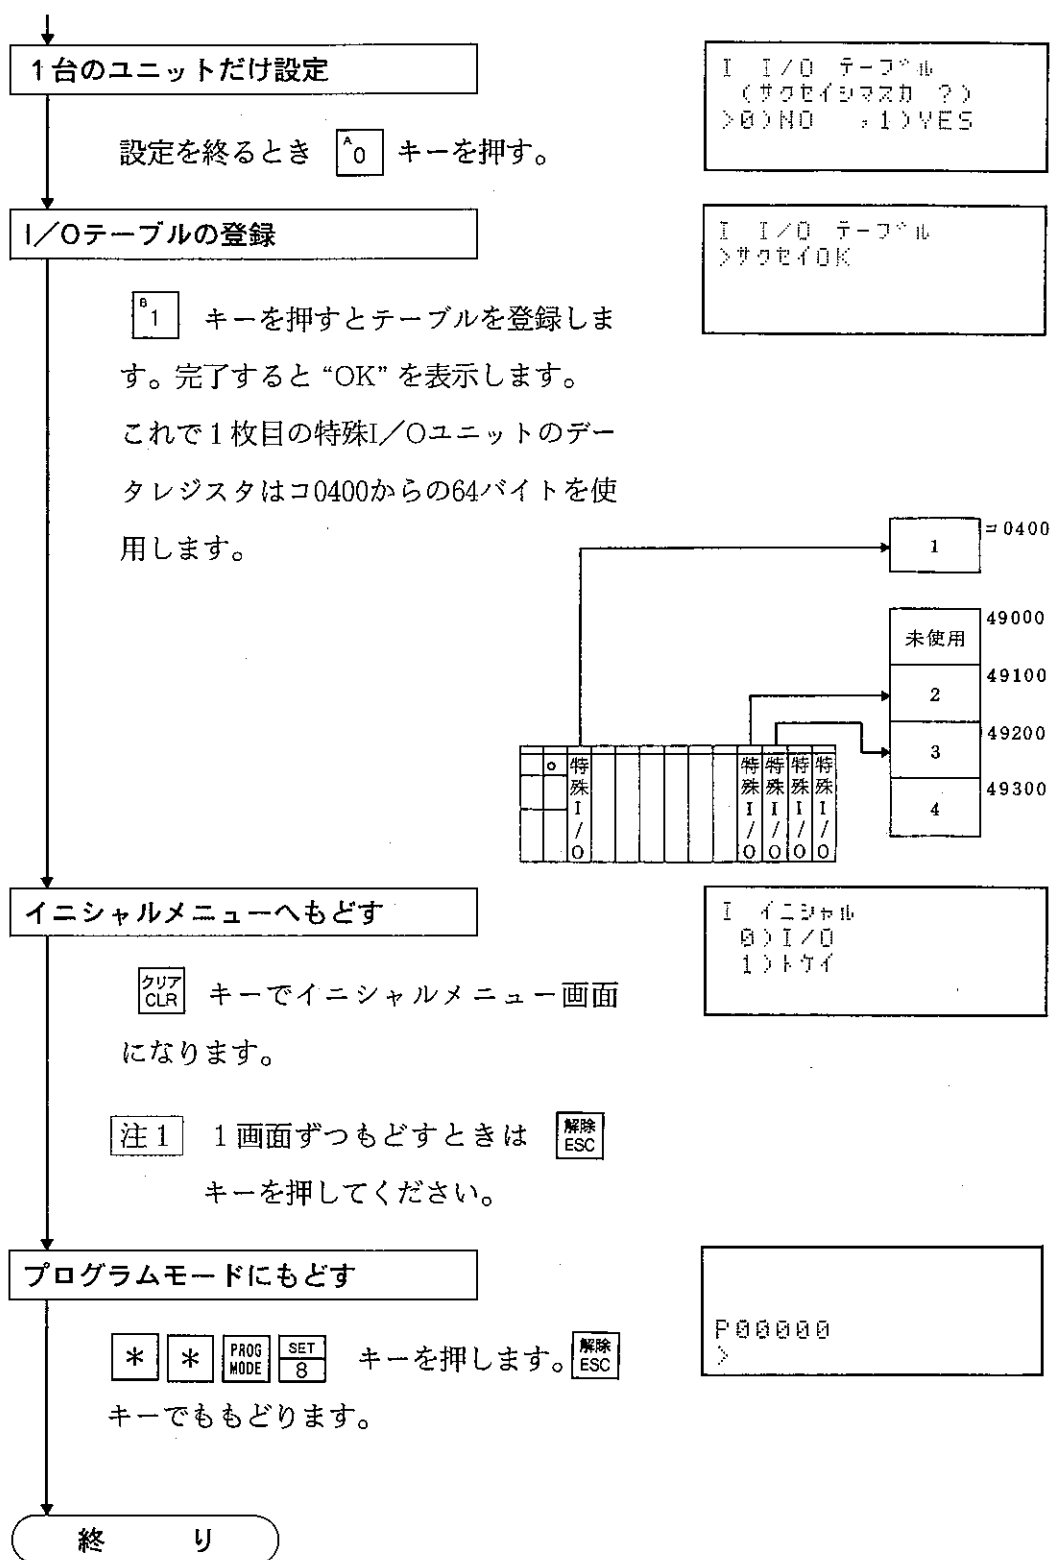 1台のユニットだけ設定
設定を終るとき A0 キーを押す。
I I/O テーブル
(サクセイシマスカ ?)
>0)NO ,1)YES
I/Oテーブルの登録
B1 キーを押すとテーブルを登録しま
す。完了すると“OK”を表示します。
これで1枚目の特殊I/Oユニットのデー
タレジスタはコ0400からの64バイトを使
用します。
I I/O テーブル
>サクセイOK
1
コ0400
未使用
49000
2
49100
3
49200
4
49300
特殊I/O
特殊I/O
特殊I/O
特殊I/O
特殊I/O
イニシャルメニューへもどす
クリア CLR キーでイニシャルメニュー画面
になります。
注1 1画面ずつもどすときは 解除 ESC
キーを押してください。
I イニシャル
0)I/O
1)トケイ
プログラムモードにもどす
* * PROG MODE SET 8 キーを押します。解除 ESC
キーでももどります。
P00000
>
終 り